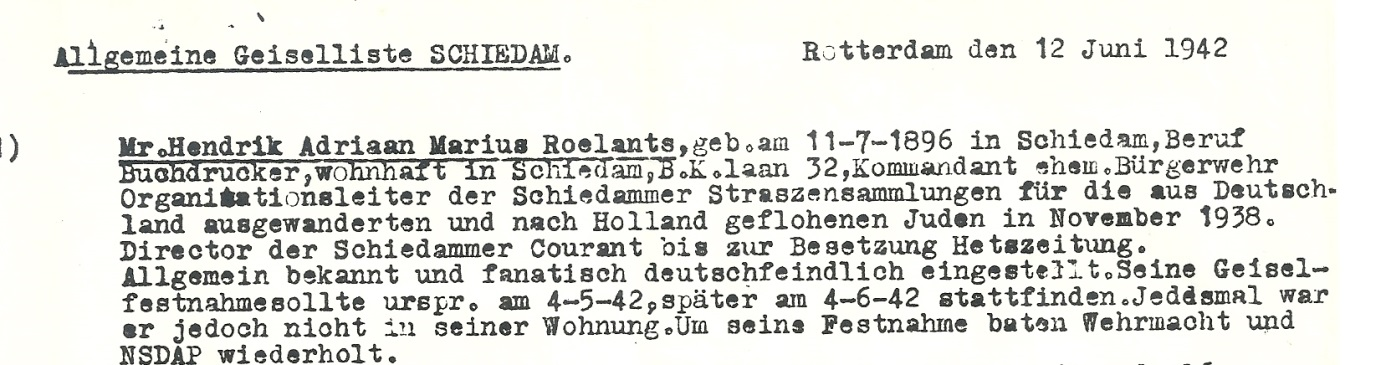 Allgemeine Geiselliste SCHIEDAM. Rotterdam den 12 Juni 1942
) Mr.Hendrik Adriaan Marius Roelants,geb.am 11-7-1896 in Schiedam,Beruf
Buchdrucker,wohnhaft in Schiedam,B.K.laan 32,Kommandant ehem.Bürgerwehr
Organisationsleiter der Schiedammer Straszensammlungen für die aus Deutsch-
land ausgewanderten und nach Holland geflohenen Juden in November 1938.
Director der Schiedammer Courant bis zur Besetzung Hetszeitung.
Allgemein bekannt und fanatisch deutschfeindlich eingestellt.Seine Geisel-
festnahmesollte urspr. am 4-5-42,später am 4-6-42 stattfinden.Jedesmal war
er jedoch nicht in seiner Wohnung.Um seine Festnahme baten Wehrmacht und
NSDAP wiederholt.